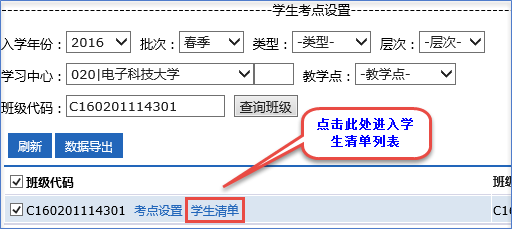 学生考点设置
入学年份： 2016 批次： 春季 类型： -类型- 层次： -层次-
学习中心： 020|电子科技大学 教学点： -教学点-
班级代码： C160201114301 查询班级
点击此处进入学
生清单列表
刷新 数据导出
班级代码 班级
C160201114301 考点设置 学生清单 C16